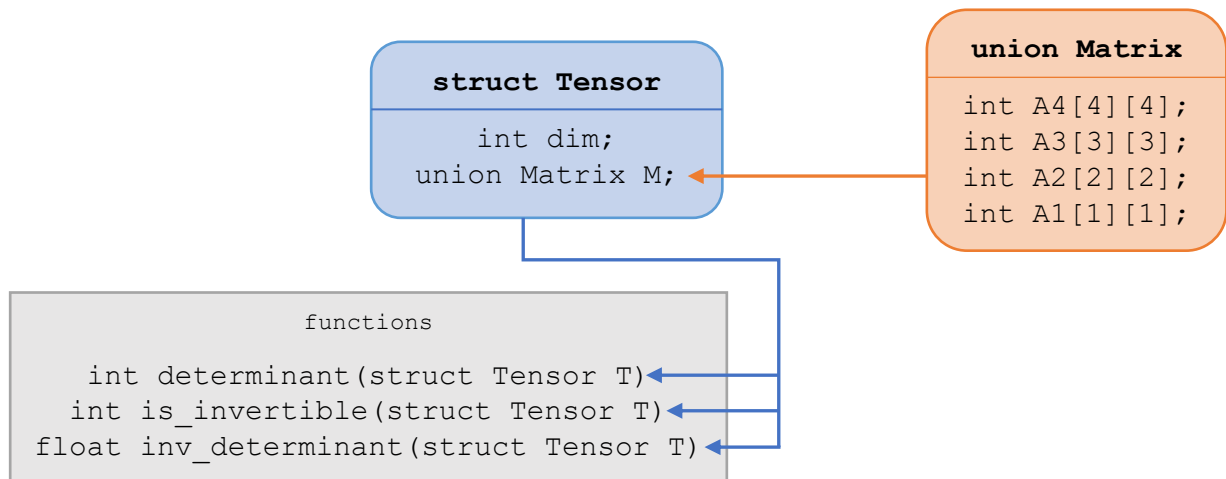 struct Tensor
int dim;
union Matrix M;
union Matrix
int A4[4][4];
int A3[3][3];
int A2[2][2];
int A1[1][1];
functions
int determinant(struct Tensor T)
int is_invertible(struct Tensor T)
float inv_determinant(struct Tensor T)